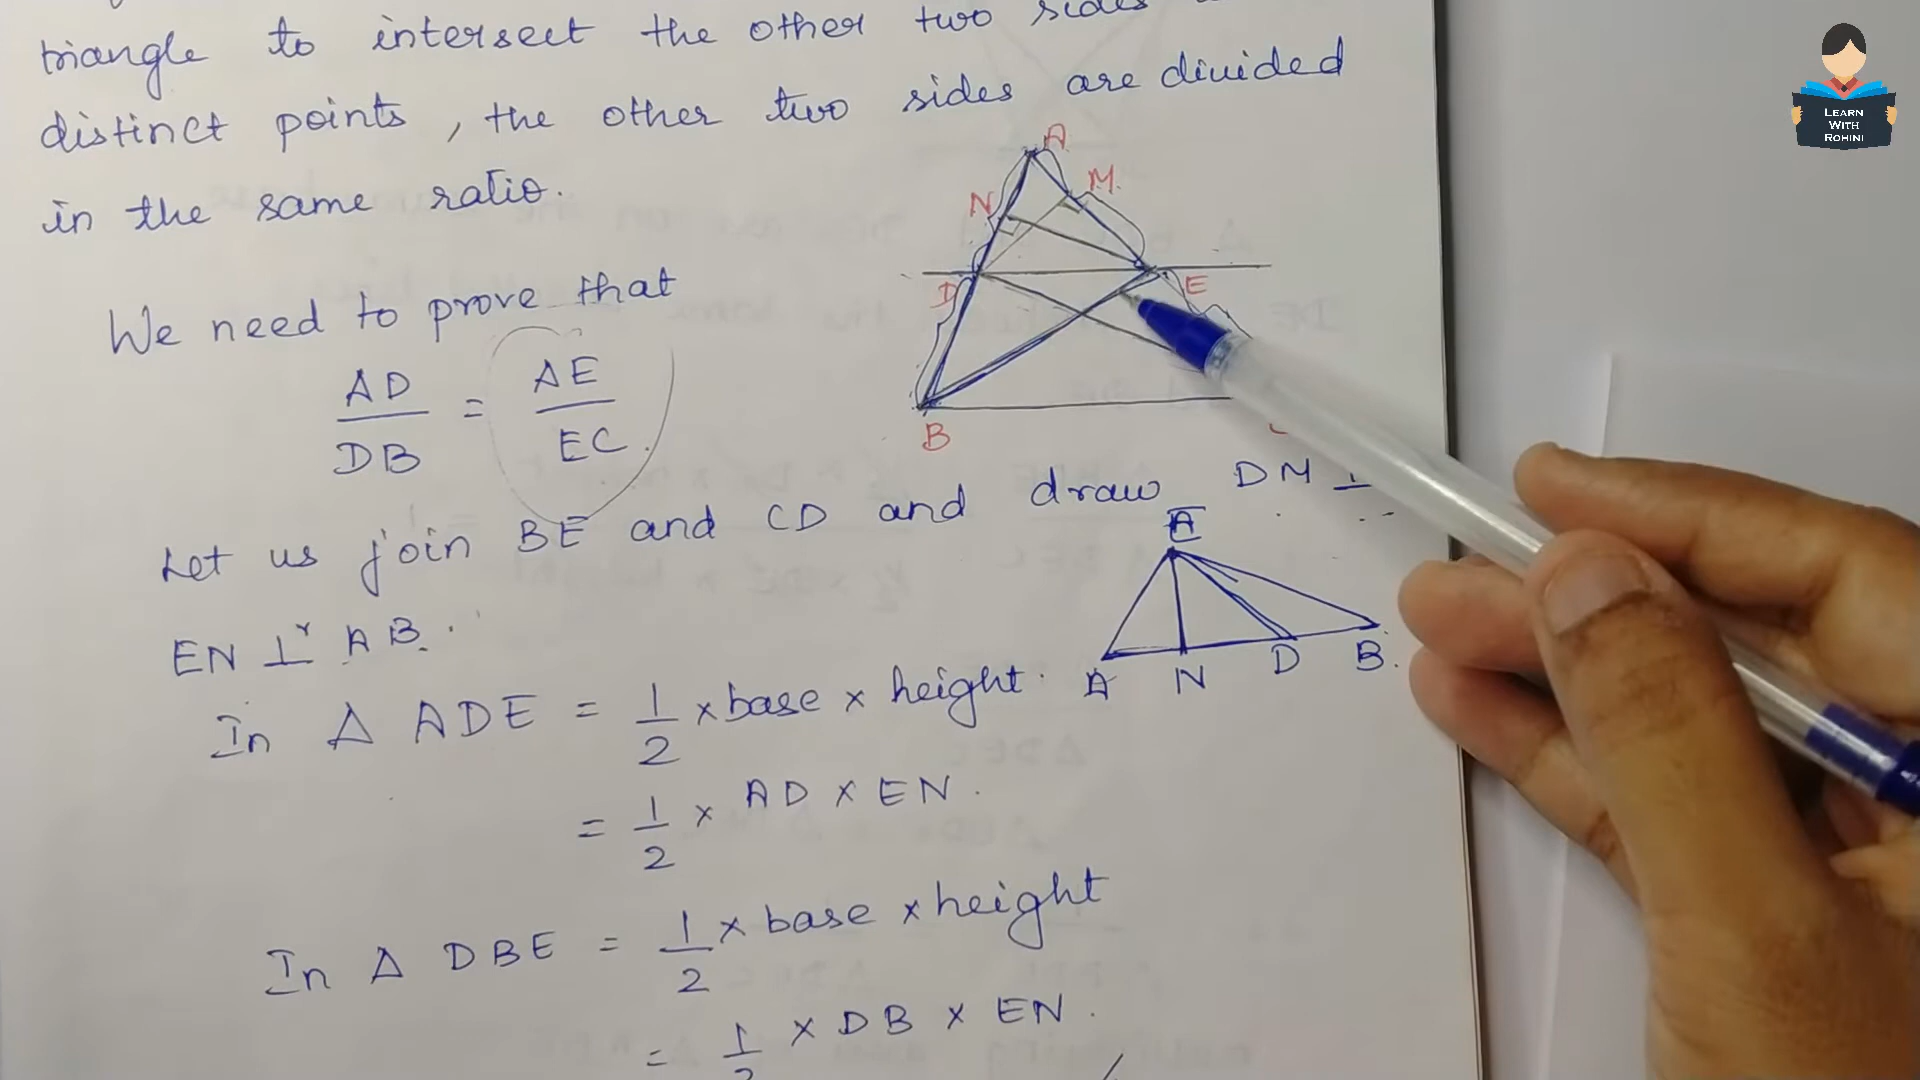 triangle to intersect the other two sides
distinct points, the other two sides are divided
in the same ratio.
We need to prove that
AD/DB = AE/EC.
Let us join BE and CD and draw DM ⊥
EN ⊥r AB.
In Δ ADE = 1/2 × base × height.
= 1/2 × AD × EN.
In Δ DBE = 1/2 × base × height
= 1/2 × DB × EN.
A
M.
N
D
E
B
E
A
N
D
B.
LEARN
WITH
ROHINI